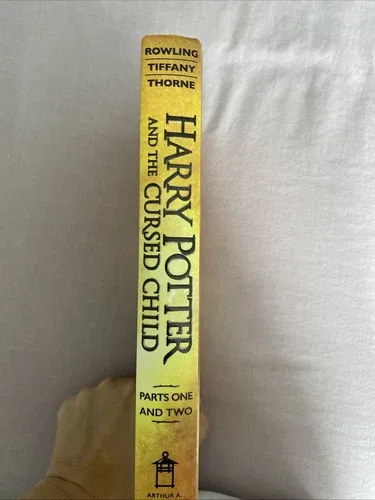 ROWLING
TIFFANY
THORNE
HARRY POTTER
AND THE CURSED CHILD
PARTS ONE
AND TWO
ARTHUR A.